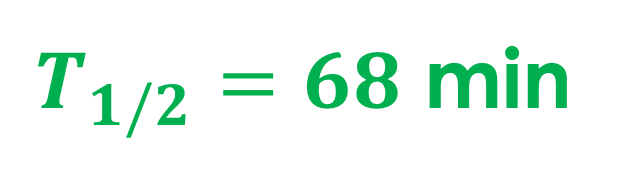 T1/2 = 68 min